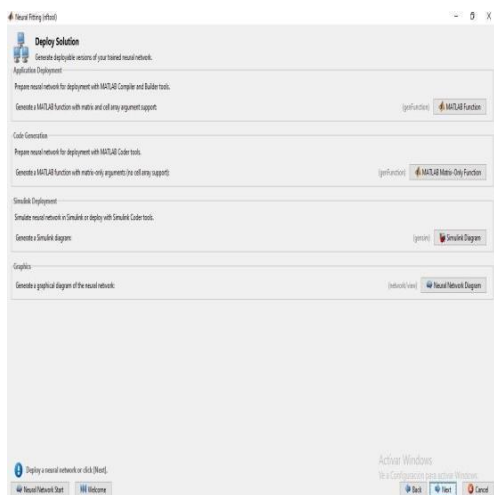 Neural Fitting (nftool)
Deploy Solution
Generate deployable versions of your trained neural network.
Application Deployment
Prepare neural network for deployment with MATLAB Compiler and Builder tools.
Generate a MATLAB function with matrix and cell array argument support:
(genFunction)
MATLAB Function
Code Generation
Prepare neural network for deployment with MATLAB Coder tools.
Generate a MATLAB function with matrix-only arguments (no cell array support):
(genFunction)
MATLAB Matrix-Only Function
Simulink Deployment
Simulate neural network in Simulink or deploy with Simulink Coder tools.
Generate a Simulink diagram:
(gensim)
Simulink Diagram
Graphics
Generate a graphical diagram of the neural network:
(network/view)
Neural Network Diagram
Activar Windows
Ve a Configuración para activar Windows.
Deploy a neural network or click [Next].
Neural Network Start
Welcome
Back
Next
Cancel